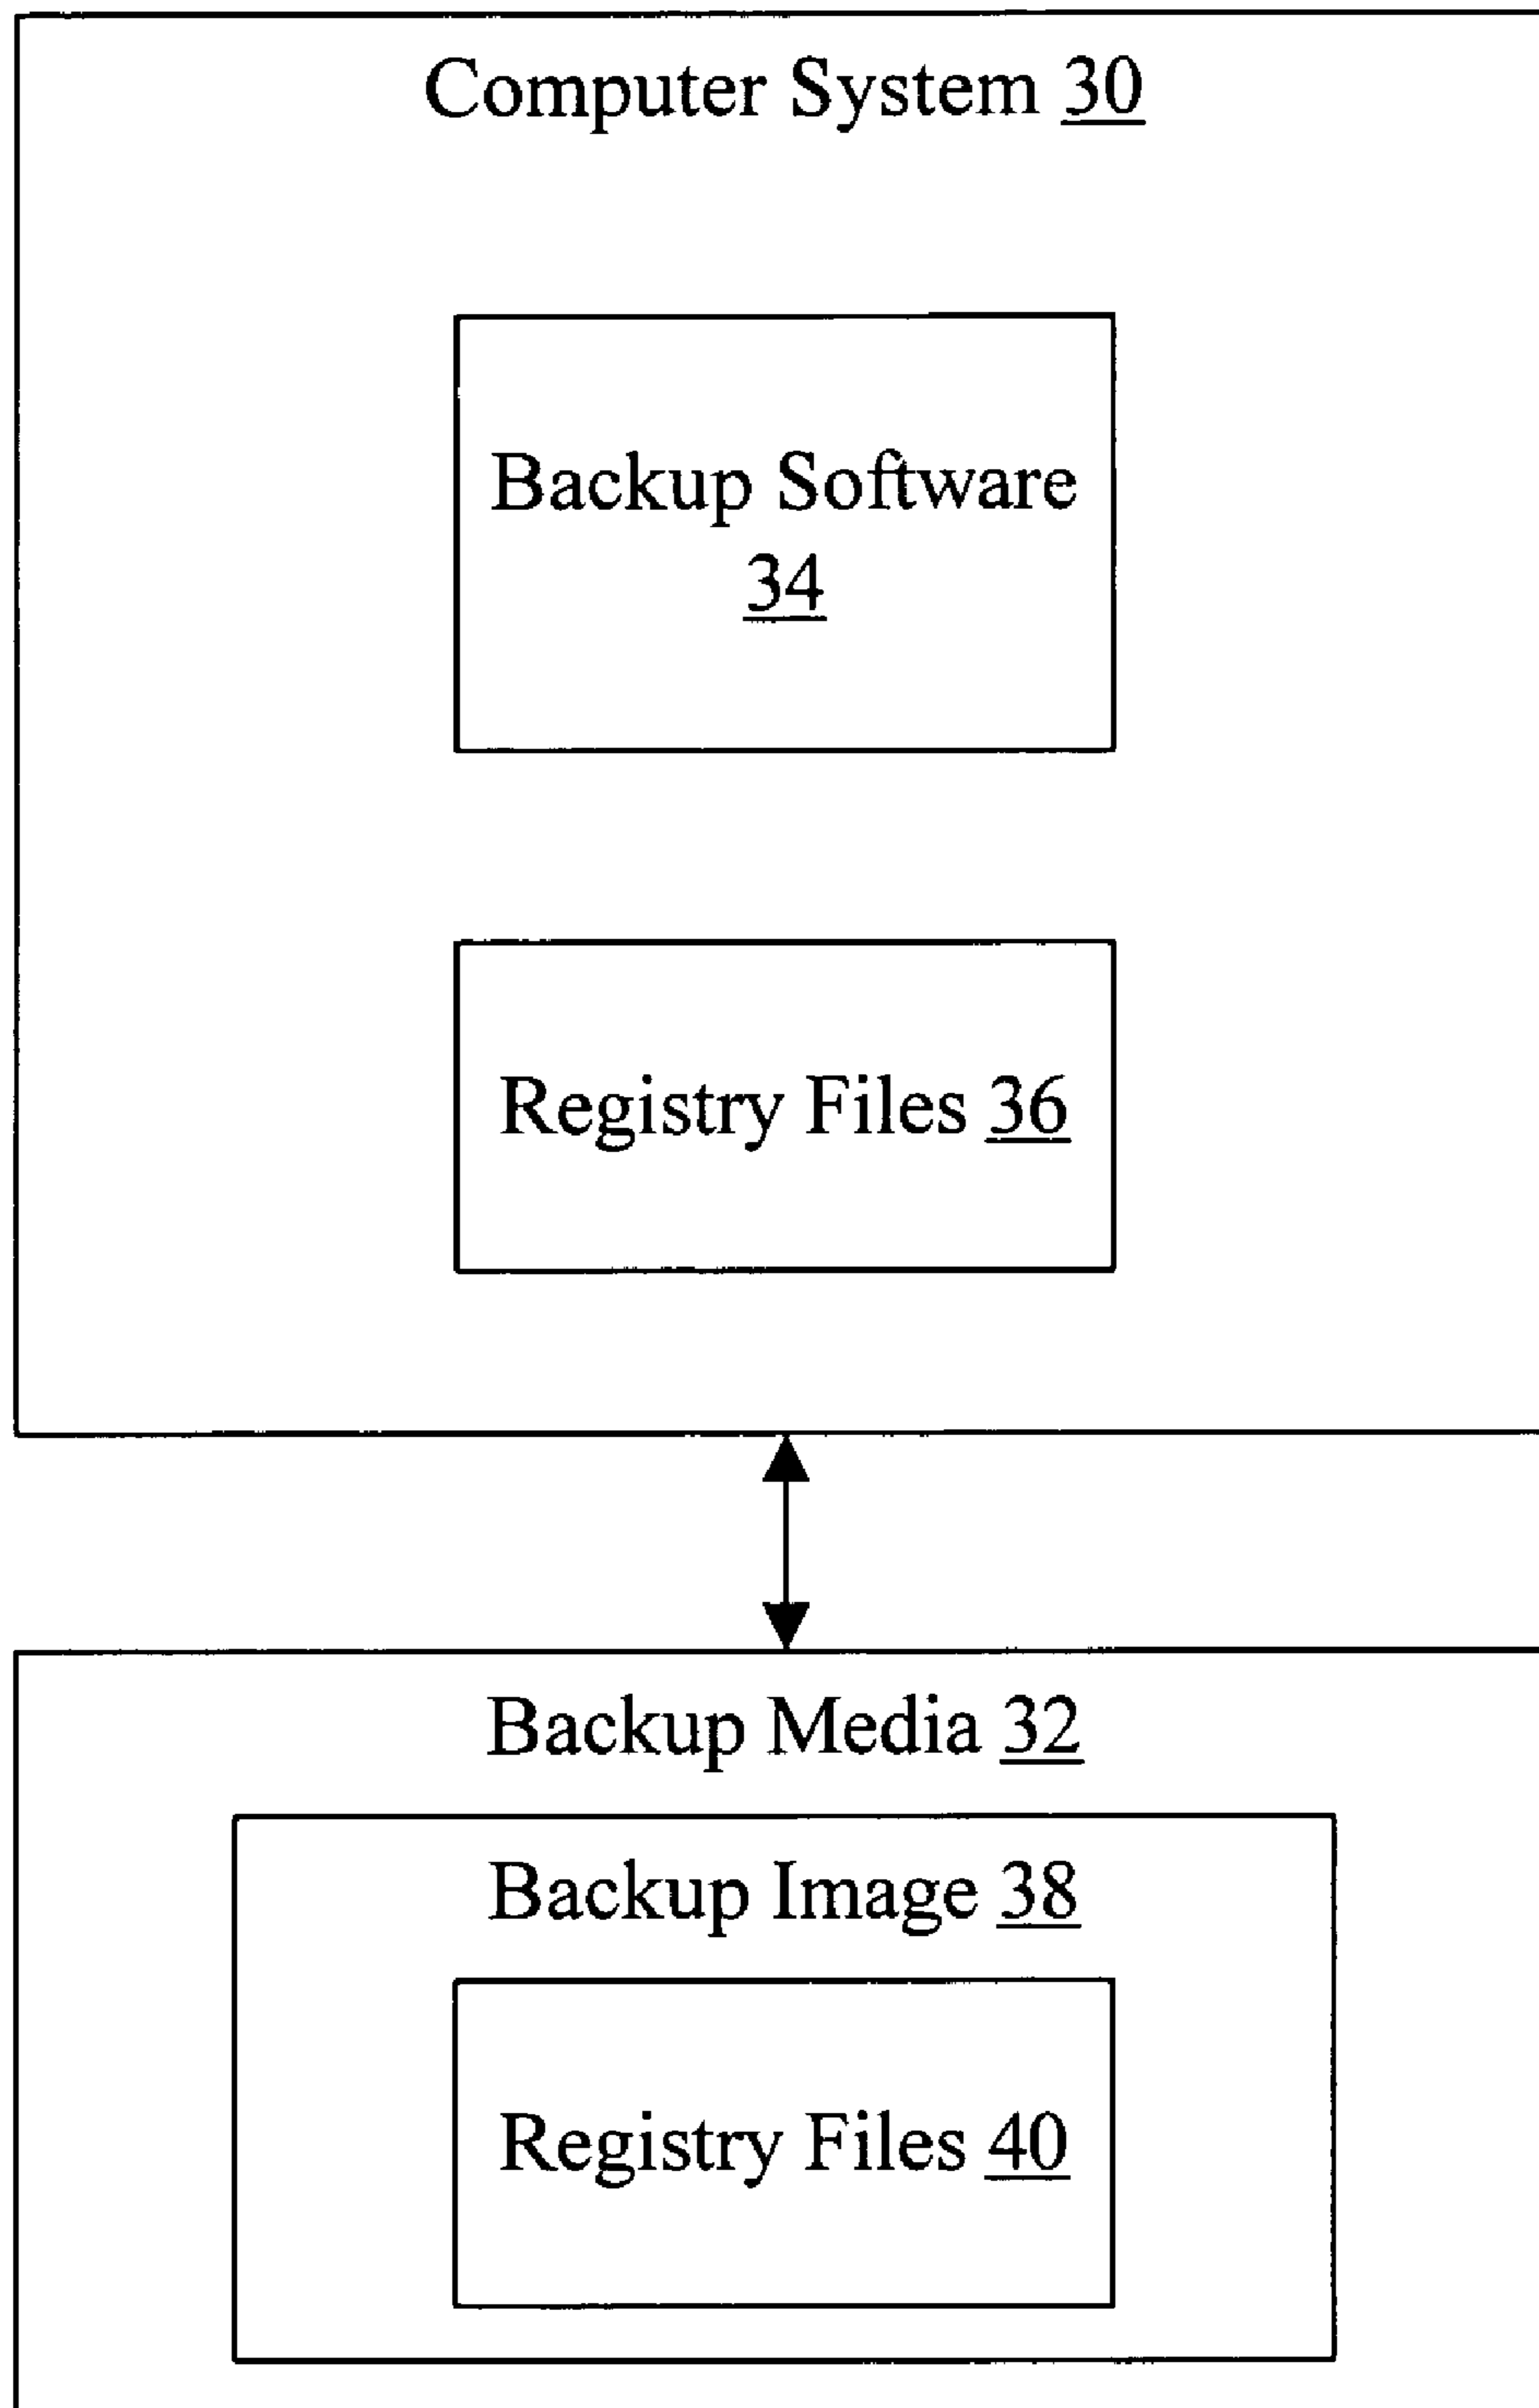 Computer System 30
Backup Software
34
Registry Files 36
Backup Media 32
Backup Image 38
Registry Files 40